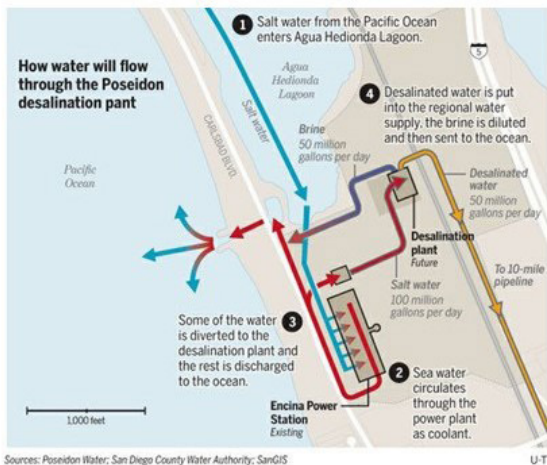 How water will flow
through the Poseidon
desalination pant
1 Salt water from the Pacific Ocean
enters Agua Hedionda Lagoon.
5
Agua
Hedionda
Lagoon
Salt water
CARLSBAD BLVD.
Pacific
Ocean
4 Desalinated water is put
into the regional water
supply, the brine is diluted
and then sent to the ocean.
Brine
50 million
gallons per day
Desalinated
water
50 million
gallons per day
Desalination
plant
Future
Salt water
100 million
gallons per day
To 10-mile
pipeline
3
Some of the water
is diverted to the
desalination plant and
the rest is discharged
to the ocean.
2 Sea water
circulates
through the
power plant
as coolant.
Encina Power
Station
Existing
1,000 feet
Sources: Poseidon Water; San Diego County Water Authority; SanGIS
U-T